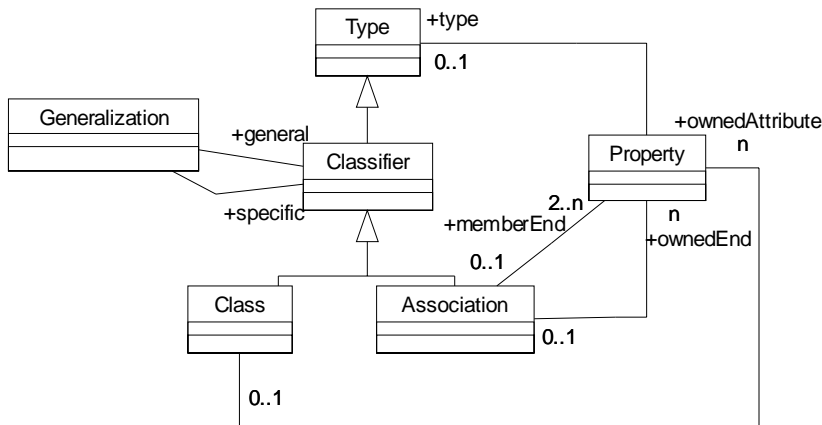 Type
+type
0..1
Generalization
+general
+ownedAttribute
n
Classifier
Property
+specific
2..n
n
+memberEnd
+ownedEnd
0..1
Class
Association
0..1
0..1